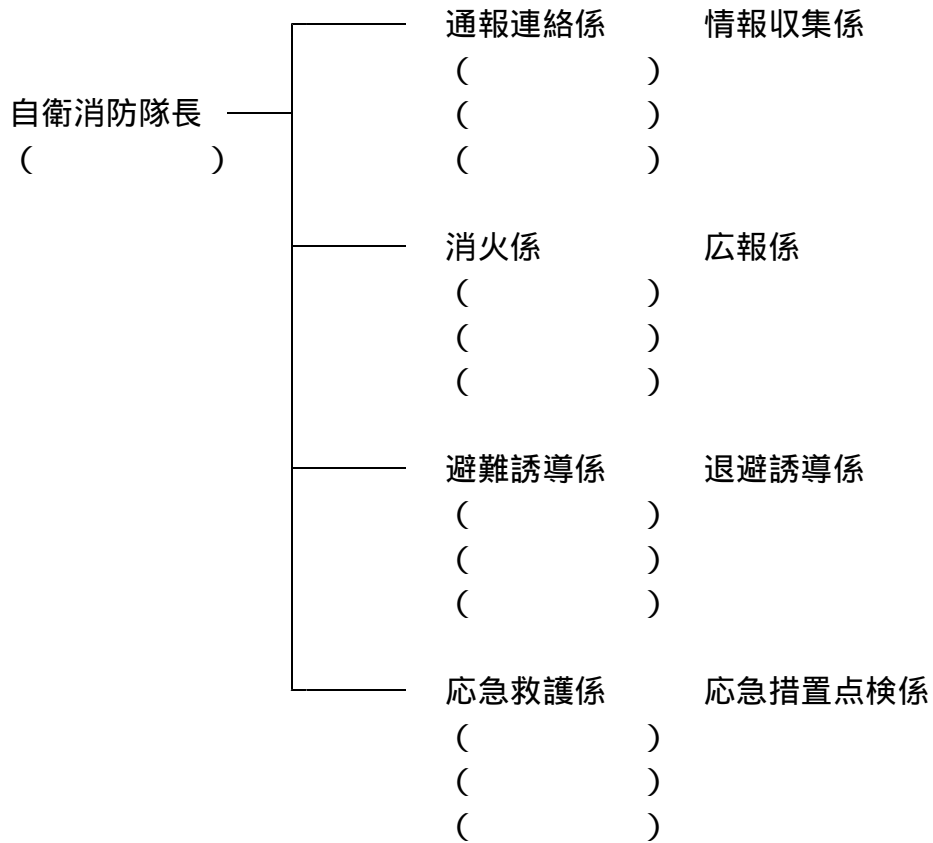 通報連絡係 情報収集係
( )
自衛消防隊長 ( )
( ) ( )
消火係 広報係
( )
( )
( )
避難誘導係 退避誘導係
( )
( )
( )
応急救護係 応急措置点検係
( )
( )
( )